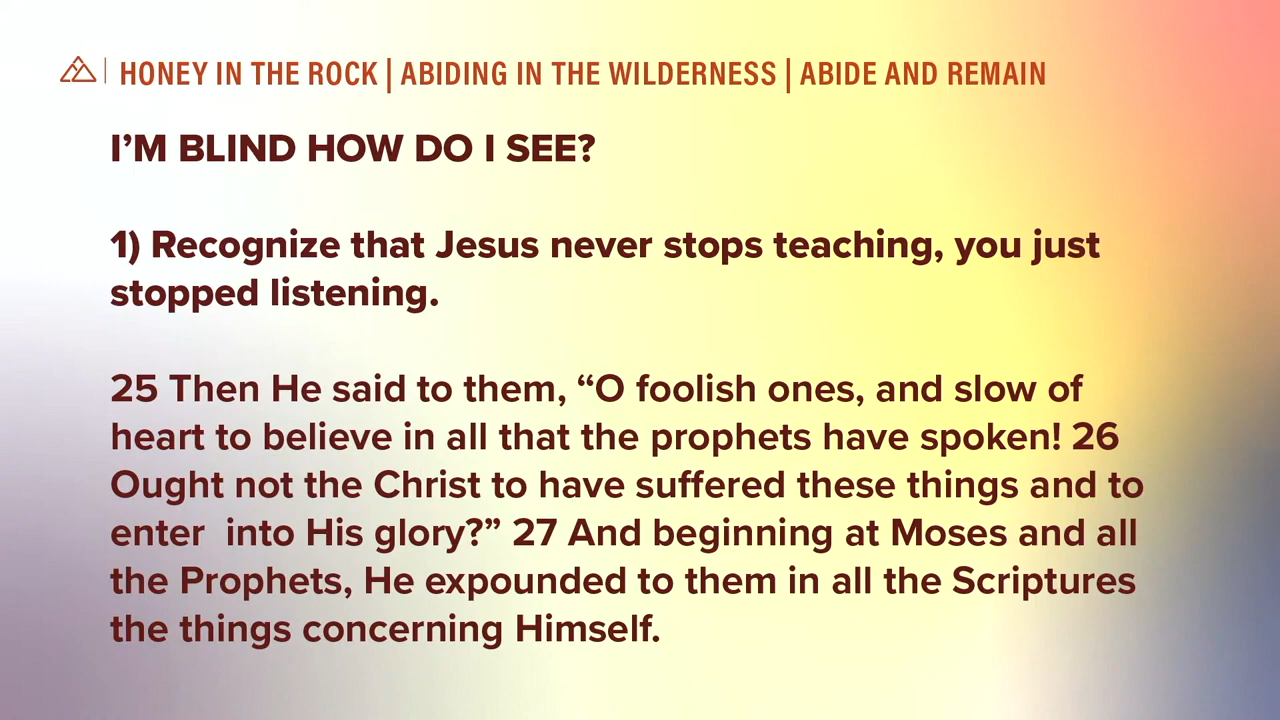 HONEY IN THE ROCK | ABIDING IN THE WILDERNESS | ABIDE AND REMAIN
I’M BLIND HOW DO I SEE?
1) Recognize that Jesus never stops teaching, you just
stopped listening.
25 Then He said to them, “O foolish ones, and slow of
heart to believe in all that the prophets have spoken! 26
Ought not the Christ to have suffered these things and to
enter  into His glory?” 27 And beginning at Moses and all
the Prophets, He expounded to them in all the Scriptures
the things concerning Himself.